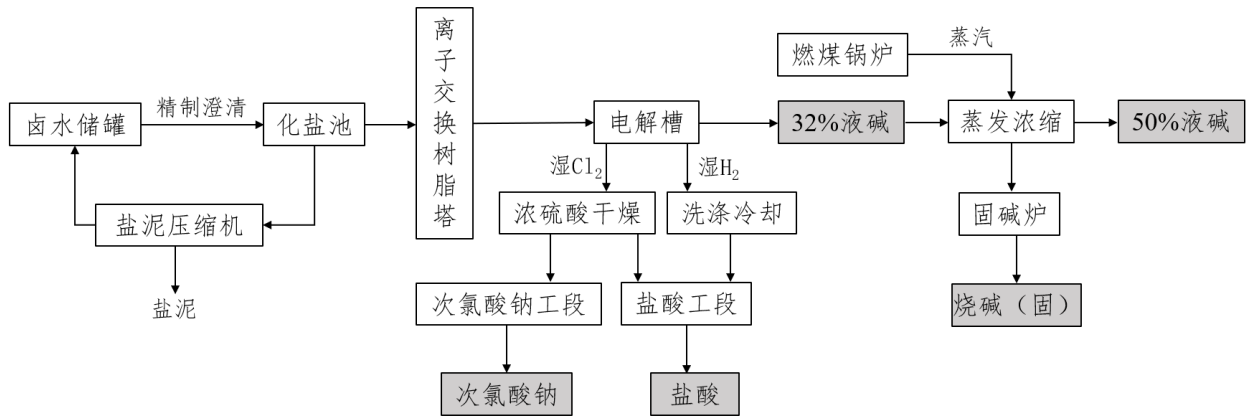 离子交换树脂塔
燃煤锅炉
蒸汽
卤水储罐
精制澄清
化盐池
电解槽
32%液碱
蒸发浓缩
50%液碱
湿Cl₂
湿H₂
盐泥压缩机
浓硫酸干燥
洗涤冷却
固碱炉
盐泥
次氯酸钠工段
盐酸工段
烧碱（固）
次氯酸钠
盐酸